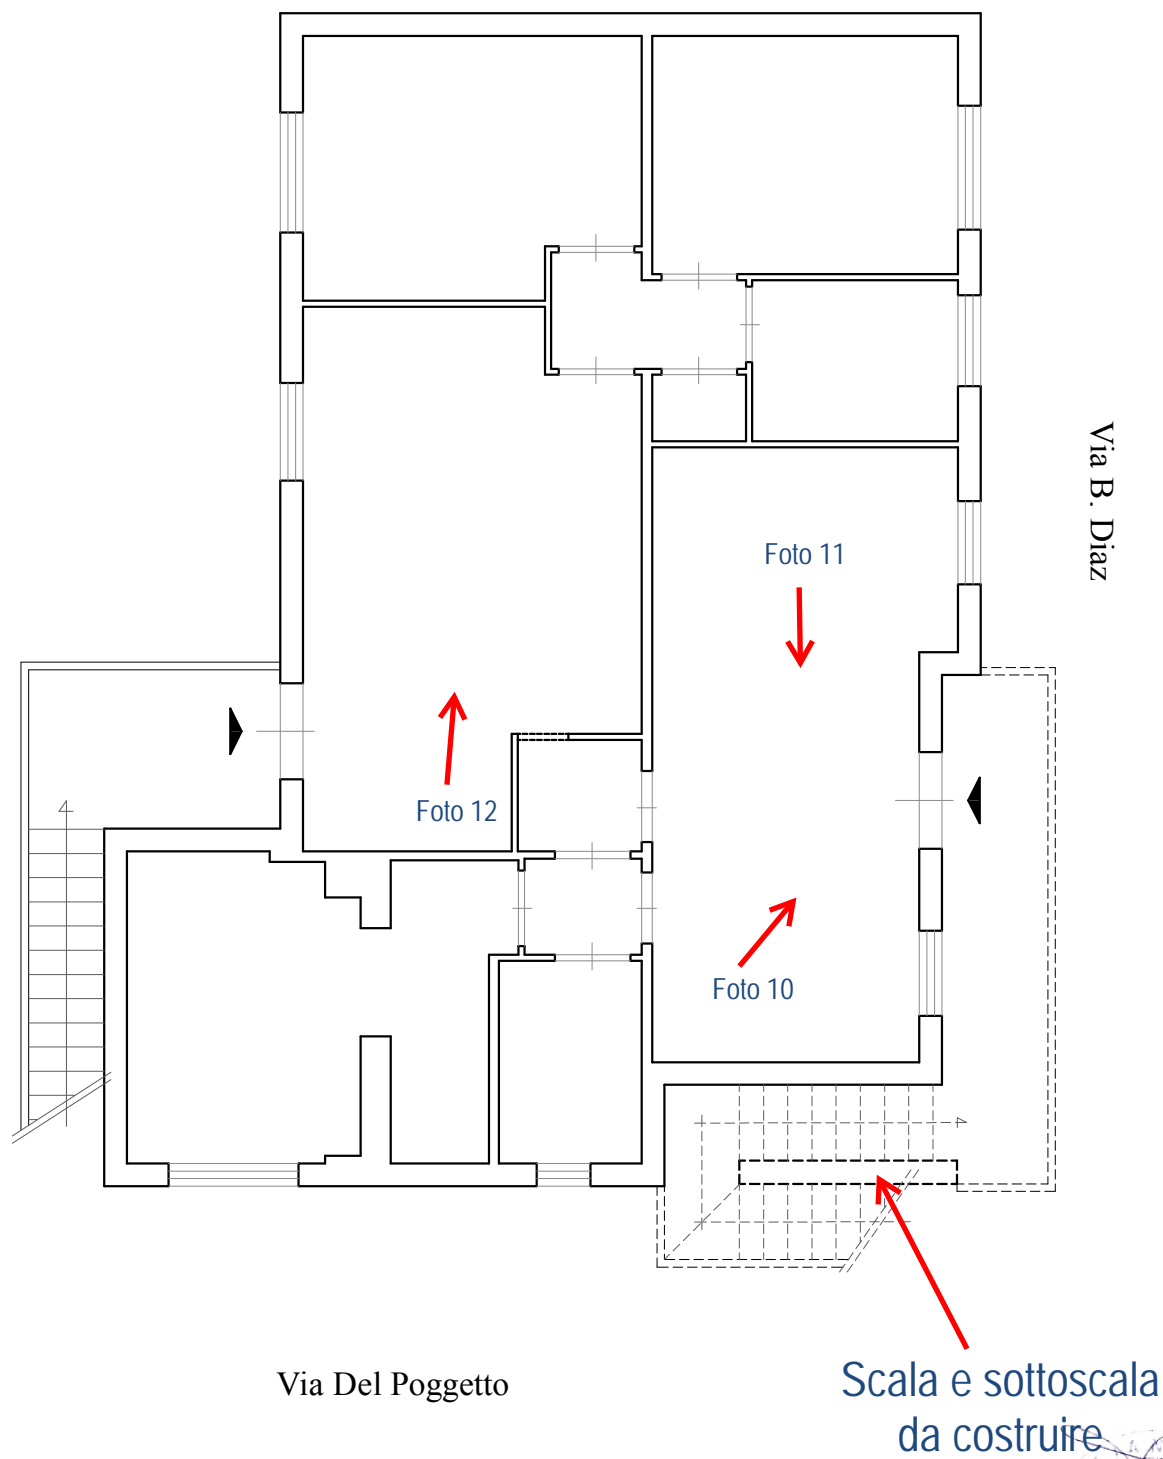 Via B. Diaz
Foto 11
Foto 12
Foto 10
Via Del Poggetto
Scala e sottoscala
da costruire